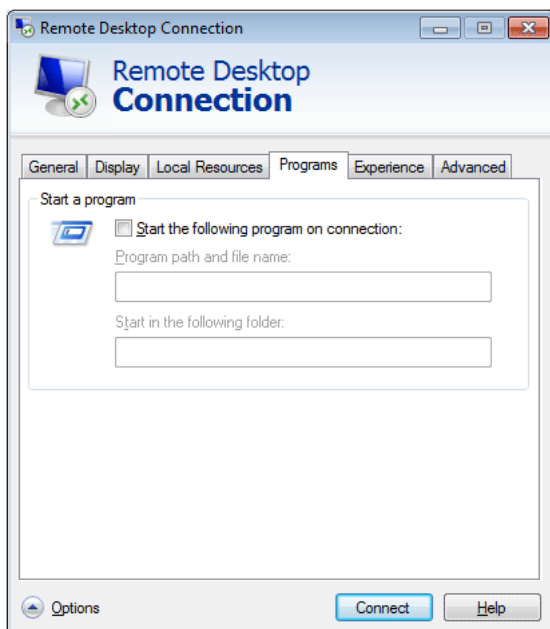 Remote Desktop Connection
Remote Desktop
Connection
General Display Local Resources Programs Experience Advanced
Start a program
Start the following program on connection:
Program path and file name:
Start in the following folder:
Options Connect Help